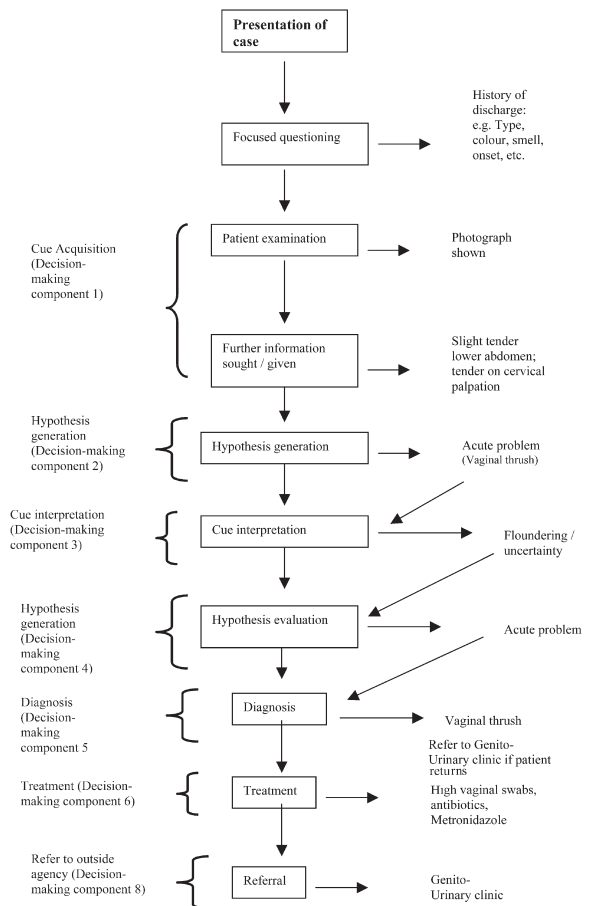 Presentation of
case
Focused questioning
History of
discharge:
e.g. Type,
colour, smell,
onset, etc.
Cue Acquisition
(Decision-
making
component 1)
Patient examination
Photograph
shown
Further information
sought / given
Slight tender
lower abdomen;
tender on cervical
palpation
Hypothesis
generation
(Decision-making
component 2)
Hypothesis generation
Acute problem
(Vaginal thrush)
Cue interpretation
(Decision-making
component 3)
Cue interpretation
Floundering /
uncertainty
Hypothesis
generation
(Decision-
making
component 4)
Hypothesis evaluation
Acute problem
Diagnosis
(Decision-
making
component 5
Diagnosis
Vaginal thrush
Refer to Genito-
Urinary clinic if patient
returns
Treatment (Decision-
making component 6)
Treatment
High vaginal swabs,
antibiotics,
Metronidazole
Refer to outside
agency (Decision-
making component 8)
Referral
Genito-
Urinary clinic